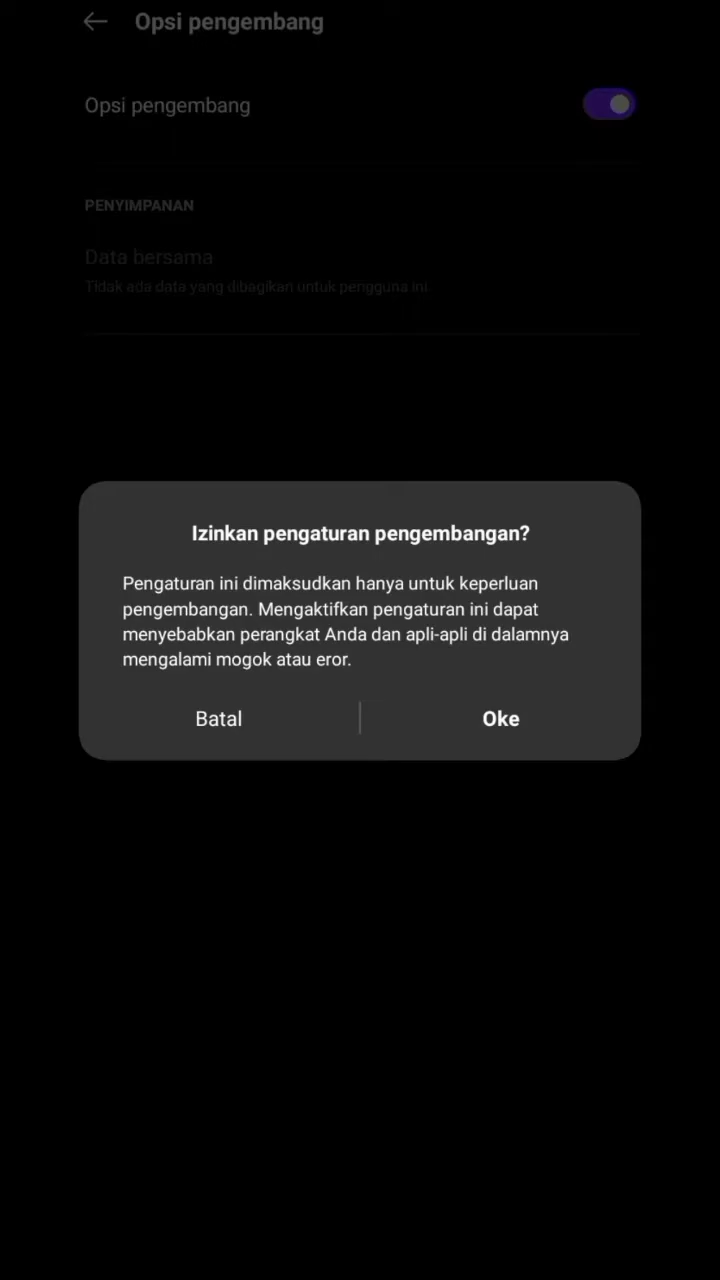 Opsi pengembang
Opsi pengembang
PENYIMPANAN
Data bersama
Tidak ada data yang dibagikan untuk pengguna ini.
Izinkan pengaturan pengembangan?
Pengaturan ini dimaksudkan hanya untuk keperluan
pengembangan. Mengaktifkan pengaturan ini dapat
menyebabkan perangkat Anda dan apli-apli di dalamnya
mengalami mogok atau eror.
Batal
Oke